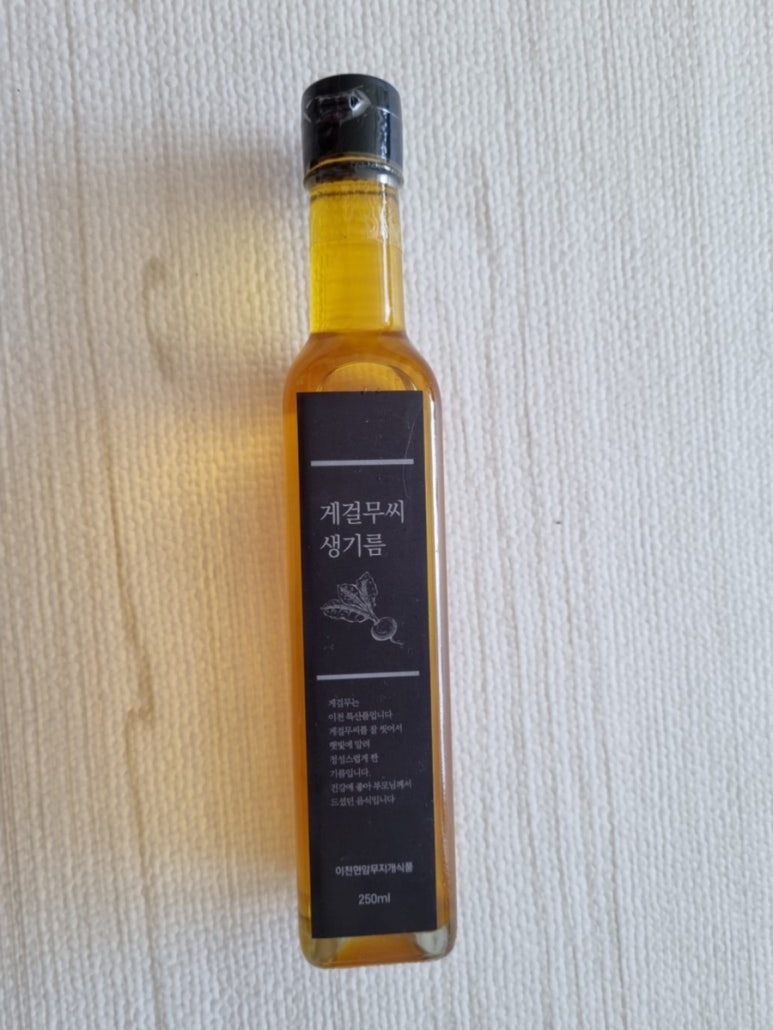 게걸무씨
생기름
게걸무는
이천 특산품입니다
게걸무씨를 잘 씻어서
햇빛에 말려
정성스럽게 짠
기름입니다.
건강에 좋아 부모님께서
드셨던 음식입니다
이천현암무지개식품
250ml